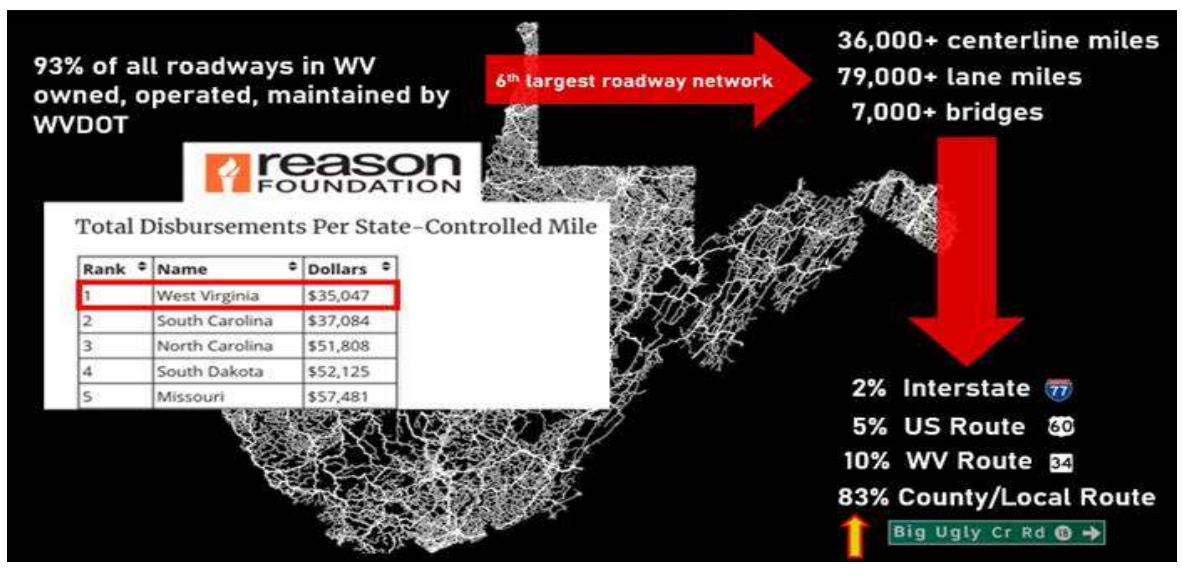 93% of all roadways in WV
owned, operated, maintained by
WVDOT
6th largest roadway network
36,000+ centerline miles
79,000+ lane miles
7,000+ bridges
reason
FOUNDATION
Total Disbursements Per State-Controlled Mile
Rank Name Dollars
1 West Virginia $35,047
2 South Carolina $37,084
3 North Carolina $51,808
4 South Dakota $52,125
5 Missouri $57,481
2% Interstate 77
5% US Route 60
10% WV Route 34
83% County/Local Route
Big Ugly Cr Rd